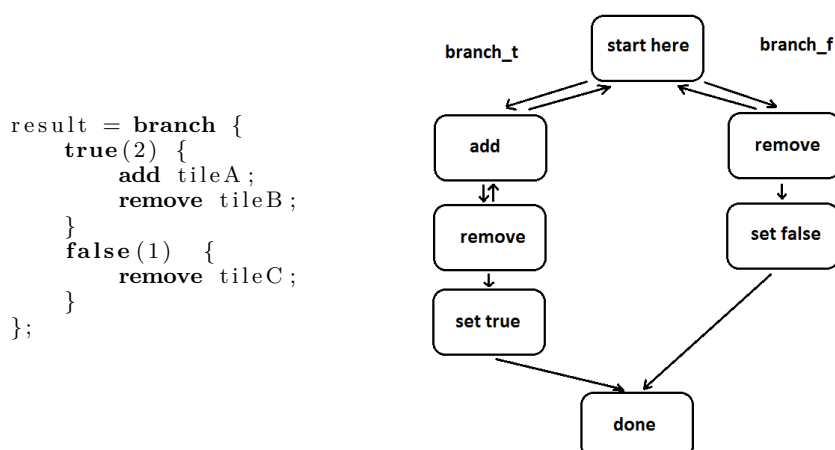 result = branch {
true(2) {
add tileA;
remove tileB;
}
false(1) {
remove tileC;
}
};
branch_t
start here
branch_f
add
remove
remove
set false
set true
done